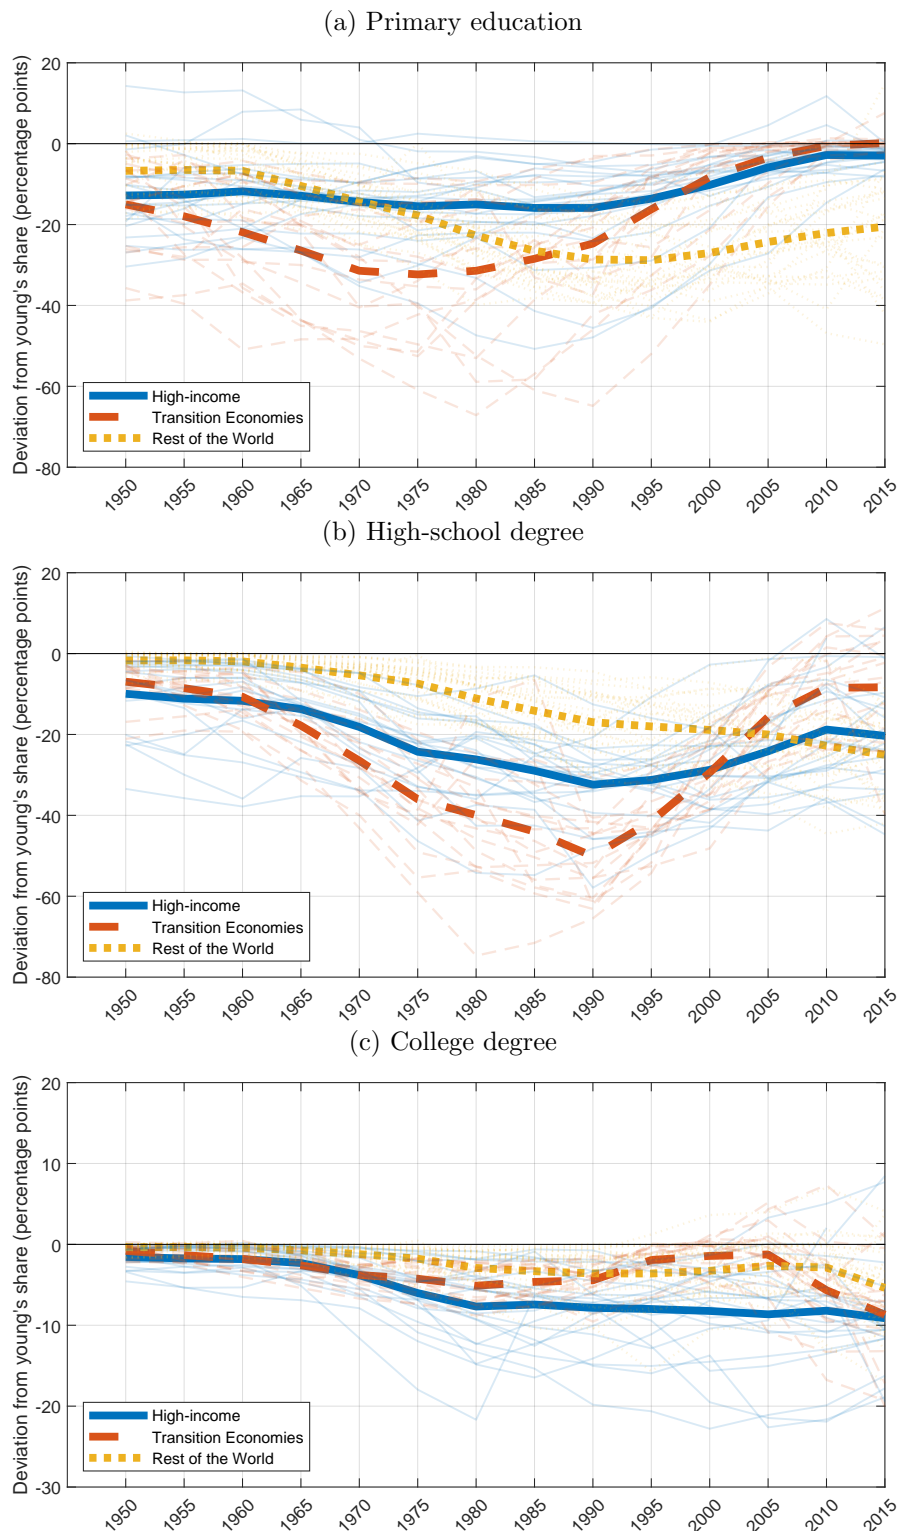 (a) Primary education
Deviation from young's share (percentage points)
20
0
-20
-40
-60
-80
High-income
Transition Economies
Rest of the World
1950 1955 1960 1965 1970 1975 1980 1985 1990 1995 2000 2005 2010 2015
(b) High-school degree
Deviation from young's share (percentage points)
20
0
-20
-40
-60
-80
High-income
Transition Economies
Rest of the World
1950 1955 1960 1965 1970 1975 1980 1985 1990 1995 2000 2005 2010 2015
(c) College degree
Deviation from young's share (percentage points)
20
10
0
-10
-20
-30
High-income
Transition Economies
Rest of the World
1950 1955 1960 1965 1970 1975 1980 1985 1990 1995 2000 2005 2010 2015